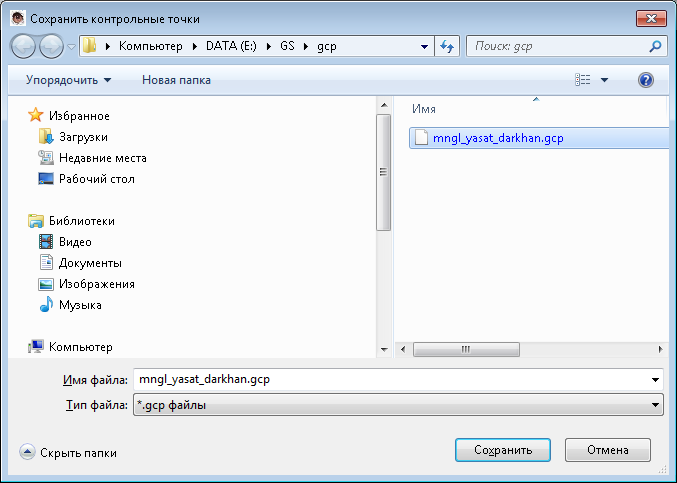 Сохранить контрольные точки
Компьютер DATA (E:) GS gcp
Поиск: gcp
Упорядочить Новая папка
Избранное
Загрузки
Недавние места
Рабочий стол
Библиотеки
Видео
Документы
Изображения
Музыка
Компьютер
Имя
mngl_yasat_darkhan.gcp
Имя файла: mngl_yasat_darkhan.gcp
Тип файла: *.gcp файлы
Скрыть папки
Сохранить Отмена